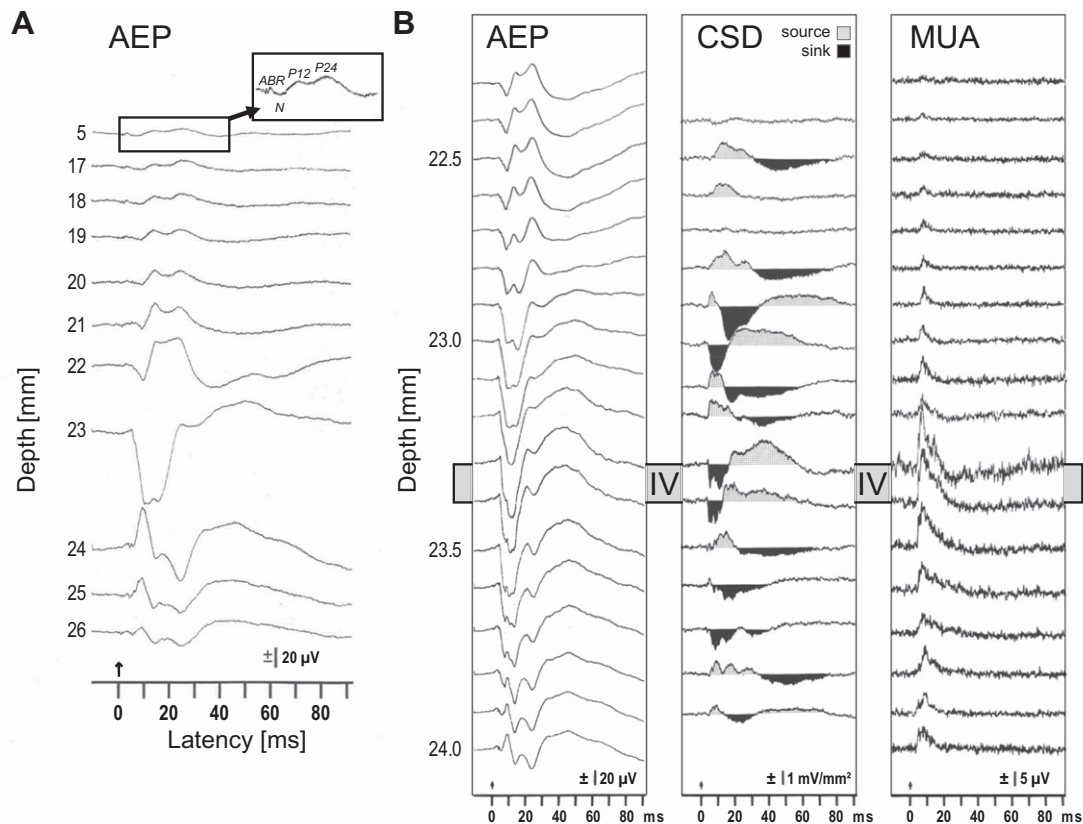 A
AEP
ABR
P12
P24
N
5
17
18
19
20
21
22
23
24
25
26
Depth [mm]
± 20 µV
0 20 40 60 80
Latency [ms]
B
AEP
CSD
source
sink
MUA
22.5
23.0
23.5
24.0
Depth [mm]
IV
IV
± 20 µV
± 1 mV/mm²
± 5 µV
0 20 40 60 80 ms
0 20 40 60 80 ms
0 20 40 60 80 ms